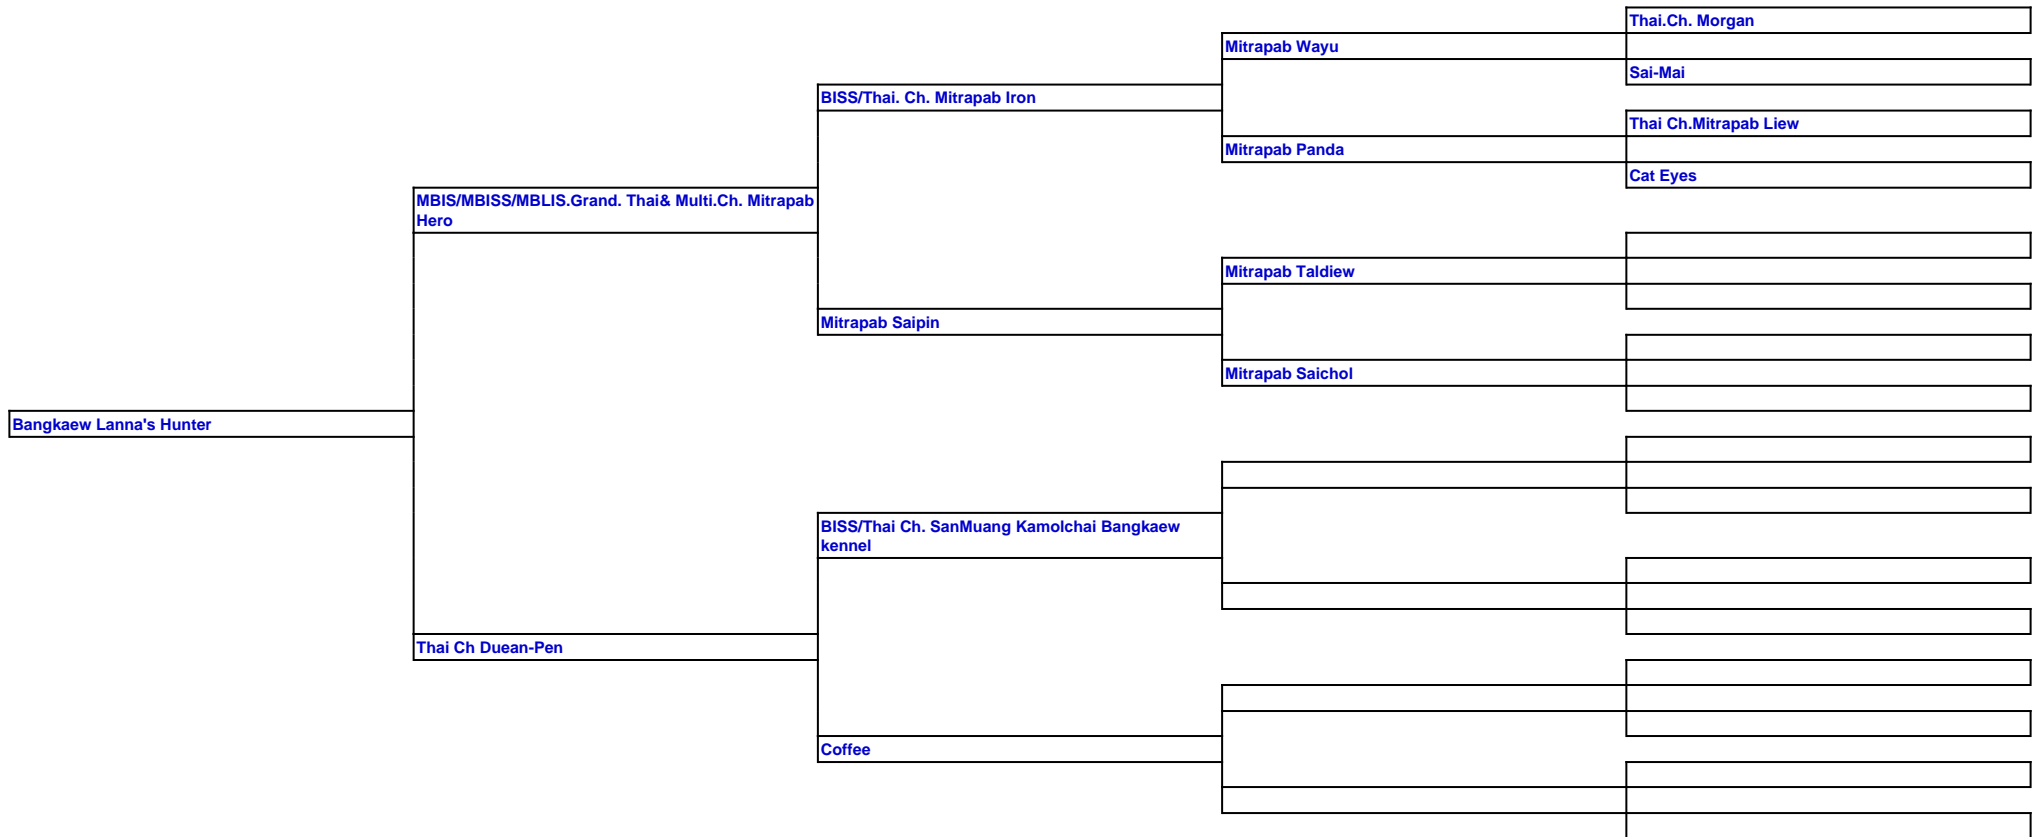 Thai.Ch. Morgan
Mitrapab Wayu
Sai-Mai
BISS/Thai. Ch. Mitrapab Iron
Thai Ch.Mitrapab Liew
Mitrapab Panda
Cat Eyes
MBIS/MBISS/MBLIS.Grand. Thai& Multi.Ch. Mitrapab
Hero
Mitrapab Taldiew
Mitrapab Saipin
Mitrapab Saichol
Bangkaew Lanna's Hunter
BISS/Thai Ch. SanMuang Kamolchai Bangkaew
kennel
Thai Ch Duean-Pen
Coffee